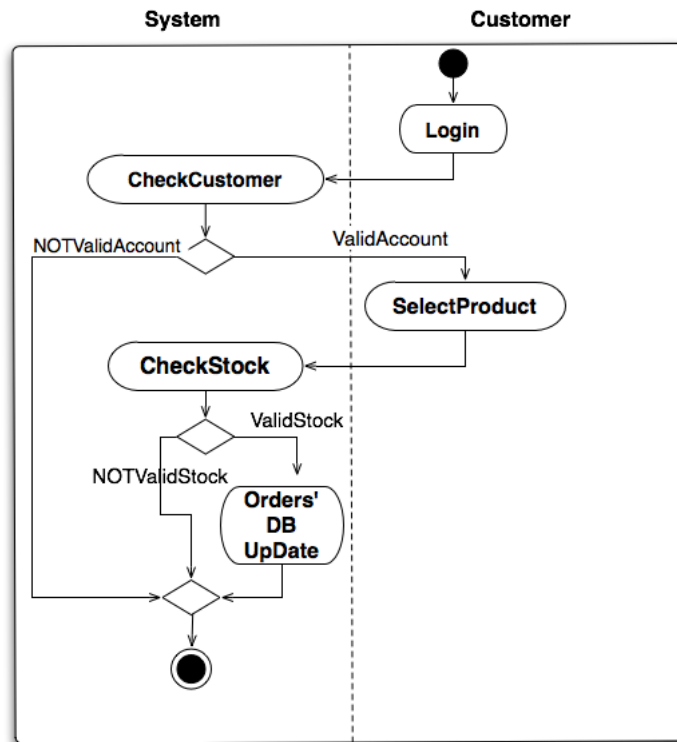 System
Customer
Login
CheckCustomer
NOTValidAccount
ValidAccount
SelectProduct
CheckStock
ValidStock
NOTValidStock
Orders'
DB
UpDate